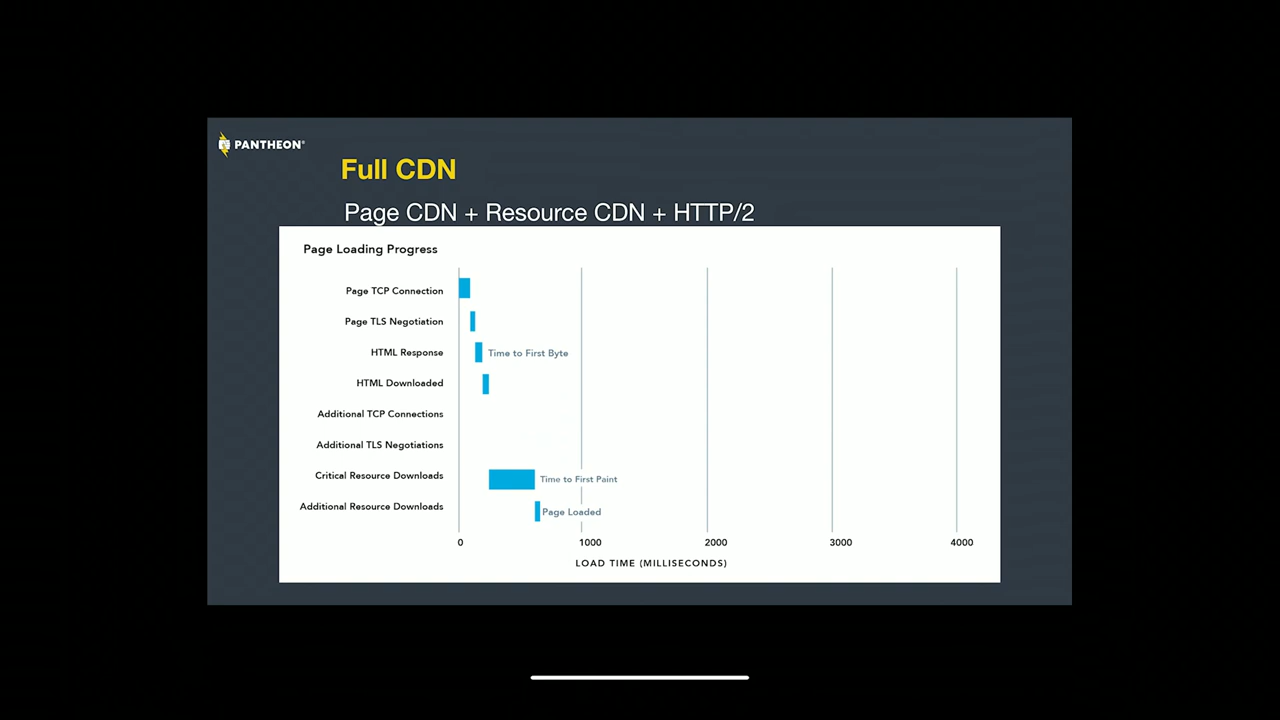 PANTHEON®
Full CDN
Page CDN + Resource CDN + HTTP/2
Page Loading Progress
Page TCP Connection
Page TLS Negotiation
HTML Response
Time to First Byte
HTML Downloaded
Additional TCP Connections
Additional TLS Negotiations
Critical Resource Downloads
Time to First Paint
Additional Resource Downloads
Page Loaded
0 1000 2000 3000 4000
LOAD TIME (MILLISECONDS)